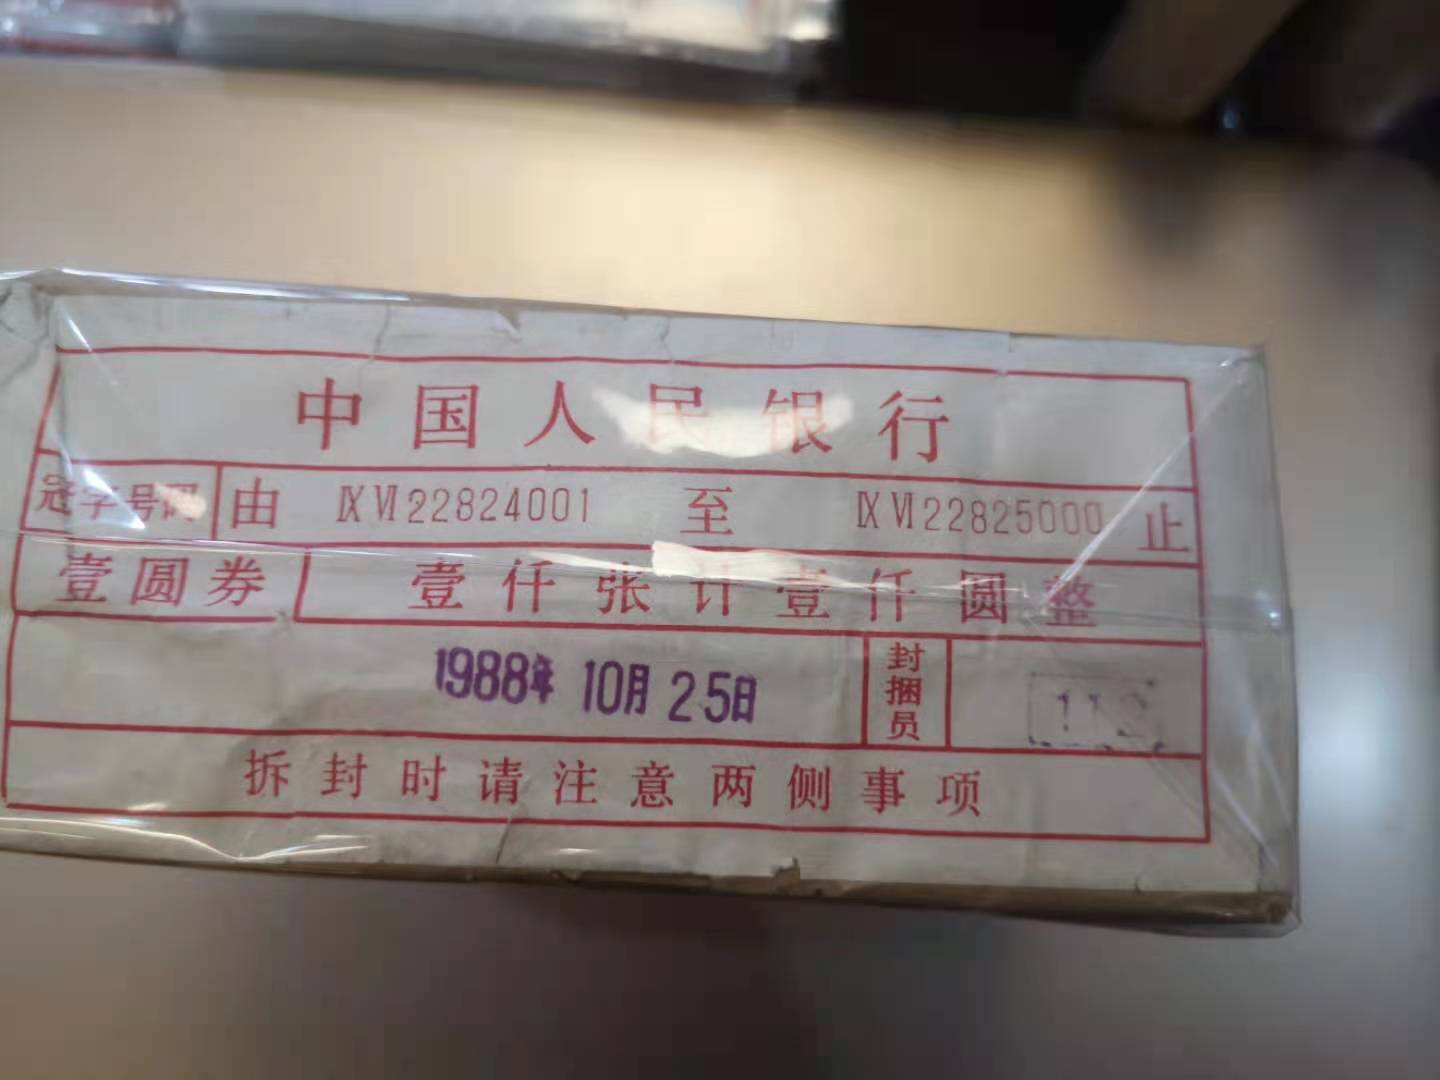 中国人民银行
冠字号码 由 ⅨⅥ22824001 至 ⅨⅥ22825000 止
壹圆券 壹仟张计壹仟圆整
1988年 10月 25日 封捆员 112
拆封时请注意两侧事项